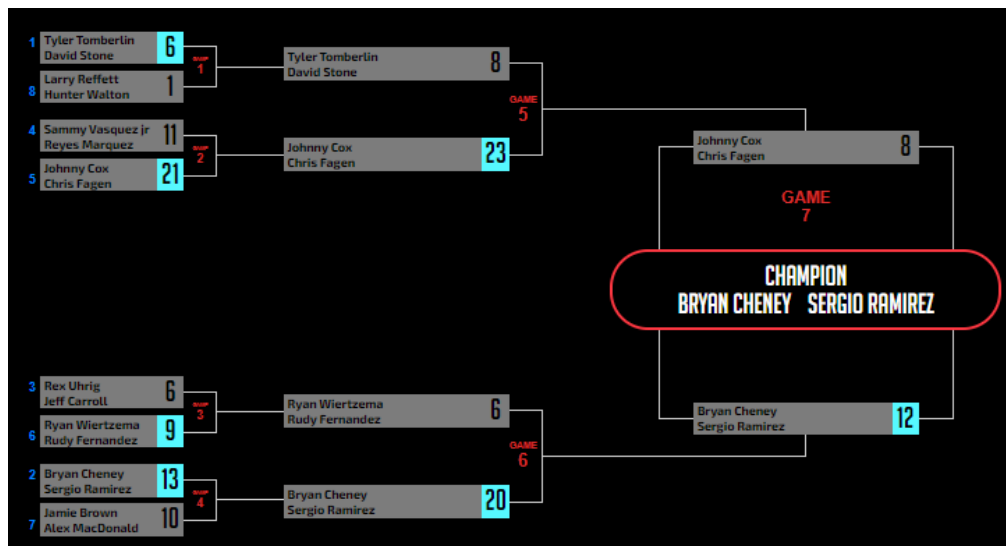 1 Tyler Tomberlin 6
David Stone
GAME
1
8 Larry Reffett 1
Hunter Walton
4 Sammy Vasquez jr 11
Reyes Marquez
GAME
2
5 Johnny Cox 21
Chris Fagen
Tyler Tomberlin 8
David Stone
GAME
5
Johnny Cox 23
Chris Fagen
Johnny Cox 8
Chris Fagen
GAME
7
CHAMPION
BRYAN CHENEY SERGIO RAMIREZ
3 Rex Uhrig 6
Jeff Carroll
GAME
3
6 Ryan Wiertzema 9
Rudy Fernandez
2 Bryan Cheney 13
Sergio Ramirez
GAME
4
7 Jamie Brown 10
Alex MacDonald
Ryan Wiertzema 6
Rudy Fernandez
GAME
6
Bryan Cheney 20
Sergio Ramirez
Bryan Cheney 12
Sergio Ramirez